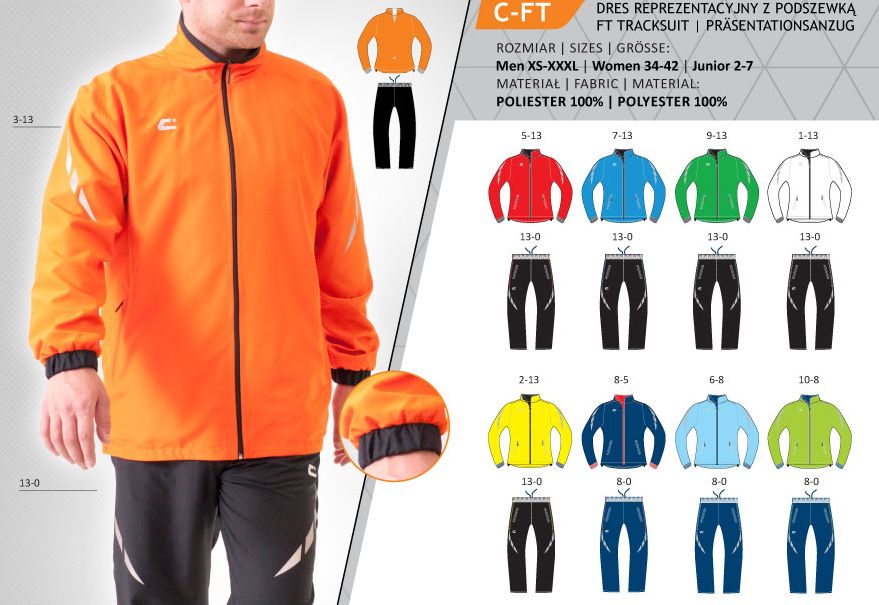 C-FT
DRES REPREZENTACYJNY Z PODSZEWKĄ
FT TRACKSUIT | PRÄSENTATIONSANZUG
ROZMIAR | SIZES | GRÖSSE:
Men XS-XXXL | Women 34-42 | Junior 2-7
MATERIAŁ | FABRIC | MATERIAL:
POLIESTER 100% | POLYESTER 100%
3-13
13-0
5-13 7-13 9-13 1-13
13-0 13-0 13-0 13-0
2-13 8-5 6-8 10-8
13-0 8-0 8-0 8-0